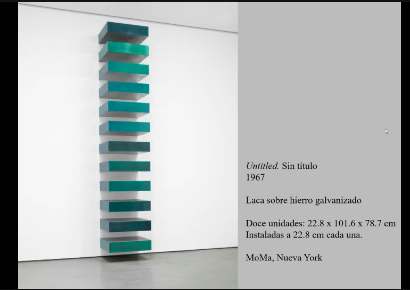 Untitled. Sin título
1967
Laca sobre hierro galvanizado
Doce unidades: 22.8 x 101.6 x 78.7 cm
Instaladas a 22.8 cm cada una.
MoMa, Nueva York